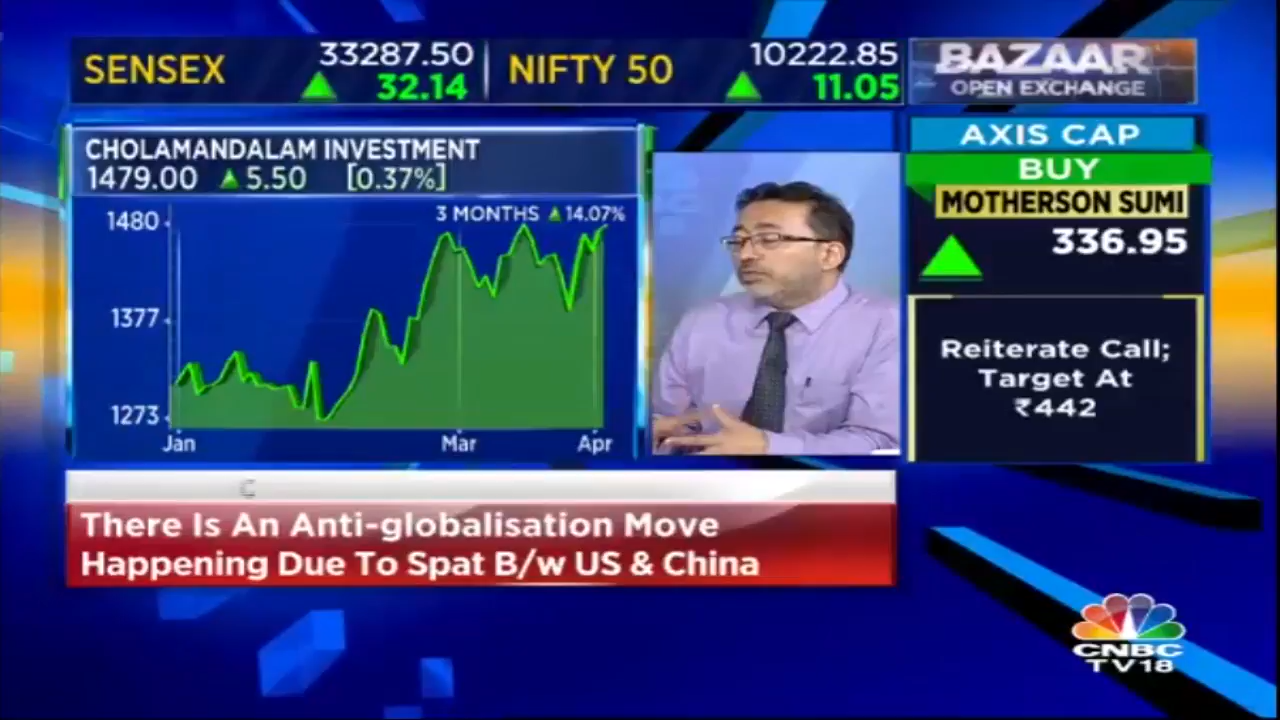 SENSEX 33287.50 ▲ 32.14
NIFTY 50 10222.85 ▲ 11.05
BAZAAR
OPEN EXCHANGE
CHOLAMANDALAM INVESTMENT
1479.00 ▲ 5.50 [0.37%]
3 MONTHS ▲ 14.07%
1480
1377
1273
Jan Mar Apr
AXIS CAP
BUY
MOTHERSON SUMI
336.95
Reiterate Call;
Target At
₹442
C
There Is An Anti-globalisation Move
Happening Due To Spat B/w US & China
CNBC
TV18